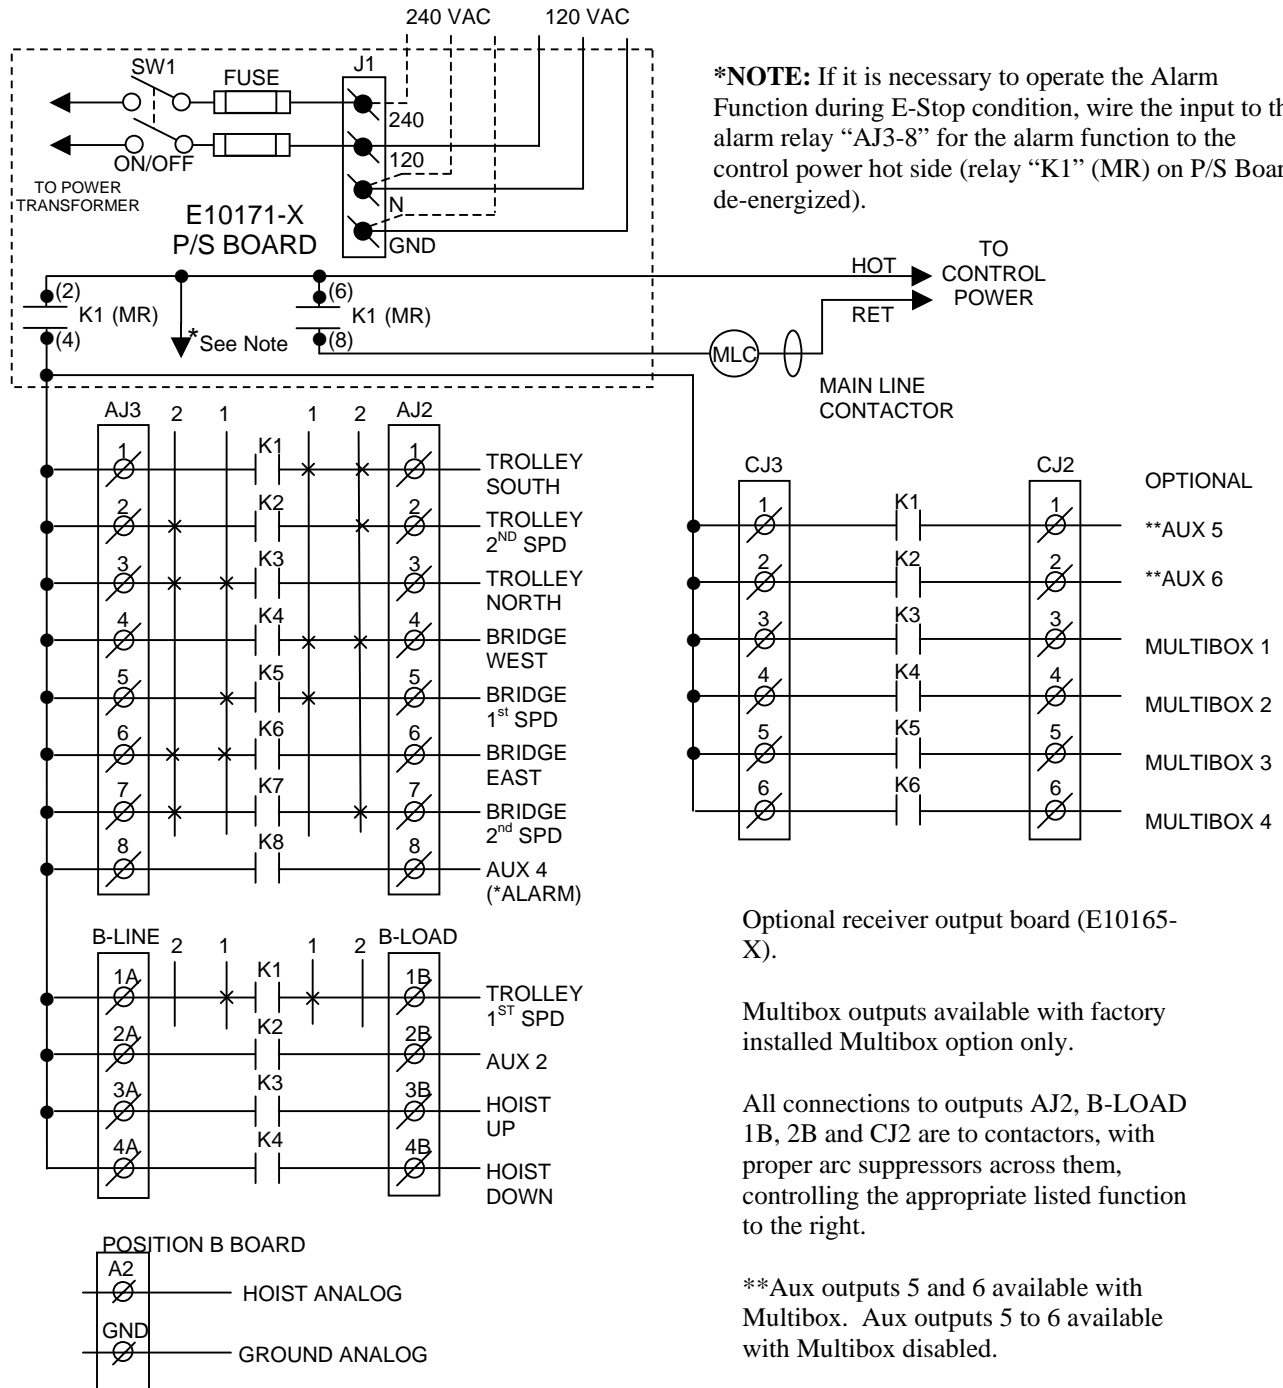 240 VAC 120 VAC
SW1 FUSE J1
240
120
N
GND
ON/OFF
TO POWER
TRANSFORMER
E10171-X
P/S BOARD
*NOTE: If it is necessary to operate the Alarm
Function during E-Stop condition, wire the input to
alarm relay “AJ3-8” for the alarm function to the
control power hot side (relay “K1” (MR) on P/S
de-energized).
HOT
RET
TO
CONTROL
POWER
(2)
K1 (MR)
(4)
*See Note
(6)
K1 (MR)
(8)
MLC
MAIN LINE
CONTACTOR
AJ3 2 1 1 2 AJ2
1 K1 1 TROLLEY
SOUTH
2 K2 2 TROLLEY
2ND SPD
3 K3 3 TROLLEY
NORTH
4 K4 4 BRIDGE
WEST
5 K5 5 BRIDGE
1st SPD
6 K6 6 BRIDGE
EAST
7 K7 7 BRIDGE
2nd SPD
8 K8 8 AUX 4
(*ALARM)
CJ3 CJ2
OPTIONAL
1 K1 1 **AUX 5
2 K2 2 **AUX 6
3 K3 3 MULTIBOX 1
4 K4 4 MULTIBOX 2
5 K5 5 MULTIBOX 3
6 K6 6 MULTIBOX 4
B-LINE 2 1 1 2 B-LOAD
1A K1 1B TROLLEY
1ST SPD
2A K2 2B AUX 2
3A K3 3B HOIST
UP
4A K4 4B HOIST
DOWN
POSITION B BOARD
A2 HOIST ANALOG
GND GROUND ANALOG
Optional receiver output board (E10165-
X).
Multibox outputs available with factory
installed Multibox option only.
All connections to outputs AJ2, B-LOAD
1B, 2B and CJ2 are to contactors, with
proper arc suppressors across them,
controlling the appropriate listed function
to the right.
**Aux outputs 5 and 6 available with
Multibox. Aux outputs 5 to 6 available
with Multibox disabled.